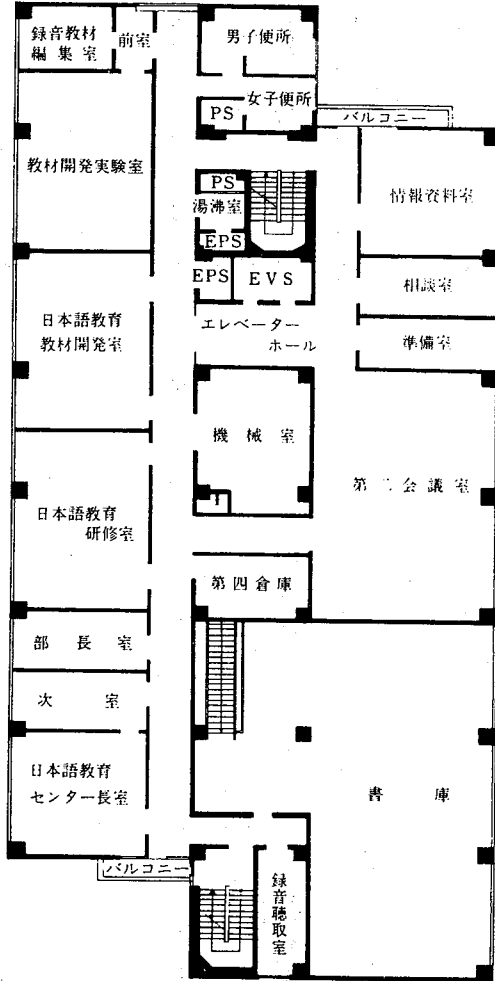 録音教材
編集室
前室
男子便所
女子便所
PS
バルコニー
教材開発実験室
PS
湯沸室
EPS
情報資料室
EPS
EVS
相談室
日本語教育
教材開発室
エレベーター
ホール
準備室
機械室
第二会議室
日本語教育
研修室
第四倉庫
部長室
次室
日本語教育
センター長室
書庫
バルコニー
録音聴取室